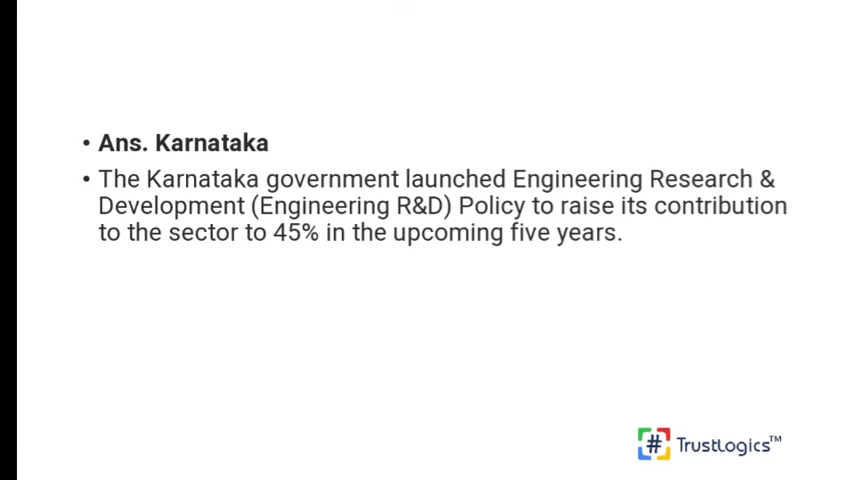 • Ans. Karnataka
• The Karnataka government launched Engineering Research &
Development (Engineering R&D) Policy to raise its contribution
to the sector to 45% in the upcoming five years.
# TrustLogics™